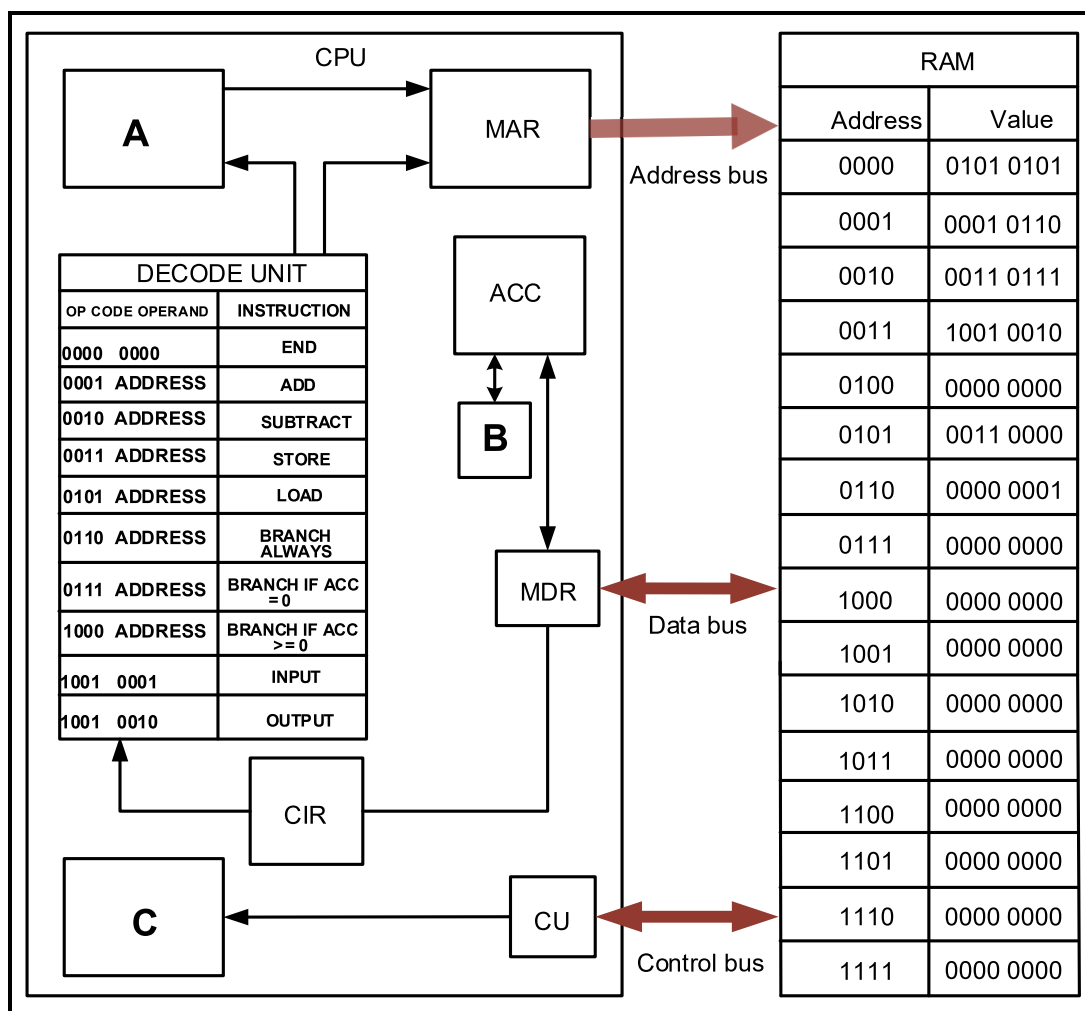 CPU
A
MAR
Address bus
DECODE UNIT
OP CODE OPERAND INSTRUCTION
0000 0000 END
0001 ADDRESS ADD
0010 ADDRESS SUBTRACT
0011 ADDRESS STORE
0101 ADDRESS LOAD
0110 ADDRESS BRANCH
ALWAYS
0111 ADDRESS BRANCH IF ACC
= 0
1000 ADDRESS BRANCH IF ACC
>= 0
1001 0001 INPUT
1001 0010 OUTPUT
ACC
B
MDR
Data bus
CIR
C
CU
Control bus
RAM
Address Value
0000 0101 0101
0001 0001 0110
0010 0011 0111
0011 1001 0010
0100 0000 0000
0101 0011 0000
0110 0000 0001
0111 0000 0000
1000 0000 0000
1001 0000 0000
1010 0000 0000
1011 0000 0000
1100 0000 0000
1101 0000 0000
1110 0000 0000
1111 0000 0000